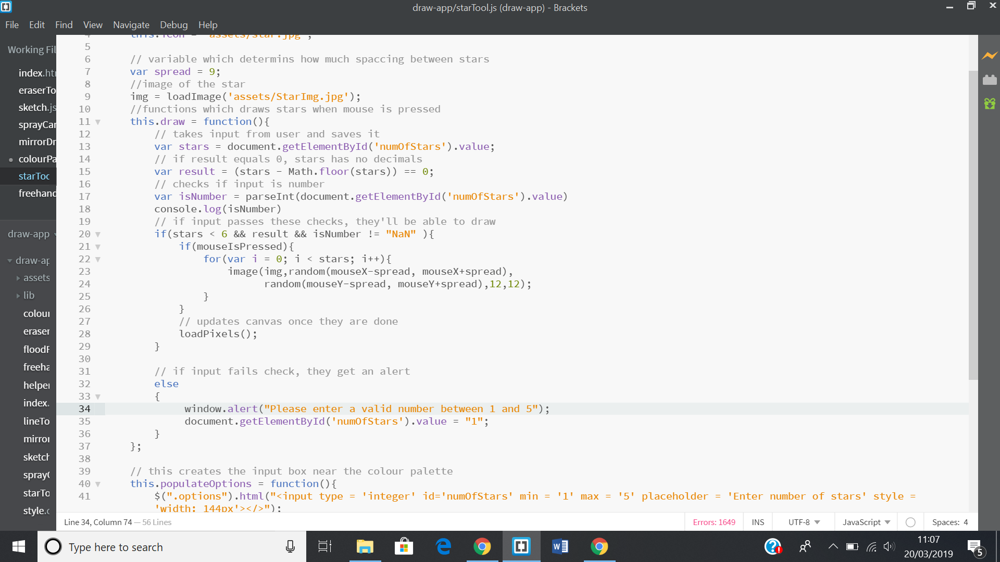 draw-app/starTool.js (draw-app) - Brackets
File Edit Find View Navigate Debug Help
Working Fil
index.htr
eraserTo
sketch.js
sprayCar
mirrorDr
colourPa
starToc
freehand
draw-app
draw-ap
assets
lib
colour
eraser
floodF
freeha
helper
index.
lineTo
mirror
sketch
spray(
starTo
style.c
4 this.icon = "assets/star.jpg";
5
6 // variable which determins how much spaccing between stars
7 var spread = 9;
8 //image of the star
9 img = loadImage('assets/StarImg.jpg');
10 //functions which draws stars when mouse is pressed
11 this.draw = function(){
12 // takes input from user and saves it
13 var stars = document.getElementById('numOfStars').value;
14 // if result equals 0, stars has no decimals
15 var result = (stars - Math.floor(stars)) == 0;
16 // checks if input is number
17 var isNumber = parseInt(document.getElementById('numOfStars').value)
18 console.log(isNumber)
19 // if input passes these checks, they'll be able to draw
20 if(stars < 6 && result && isNumber != "NaN" ){
21 if(mouseIsPressed){
22 for(var i = 0; i < stars; i++){
23 image(img,random(mouseX-spread, mouseX+spread),
24 random(mouseY-spread, mouseY+spread),12,12);
25 }
26 }
27 // updates canvas once they are done
28 loadPixels();
29 }
30
31 // if input fails check, they get an alert
32 else
33 {
34 window.alert("Please enter a valid number between 1 and 5");
35 document.getElementById('numOfStars').value = "1";
36 }
37 };
38
39 // this creates the input box near the colour palette
40 this.populateOptions = function(){
41 $(".options").html("<input type = 'integer' id='numOfStars' min = '1' max = '5' placeholder = 'Enter number of stars' style =
'width: 144px'></>");
Line 34, Column 74 — 56 Lines
Errors: 1649 INS UTF-8 JavaScript Spaces: 4
Type here to search
11:07
20/03/2019
5